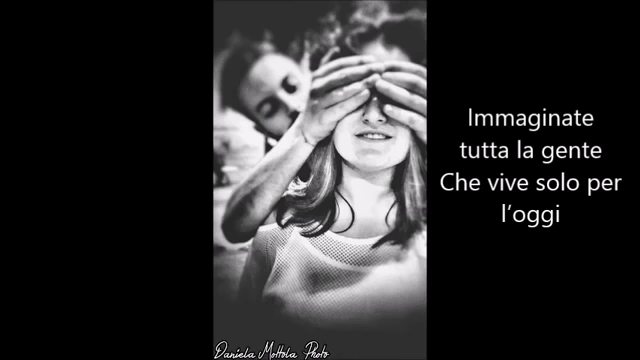 Immaginate
tutta la gente
Che vive solo per
l’oggi
Daniela Mottola Photo